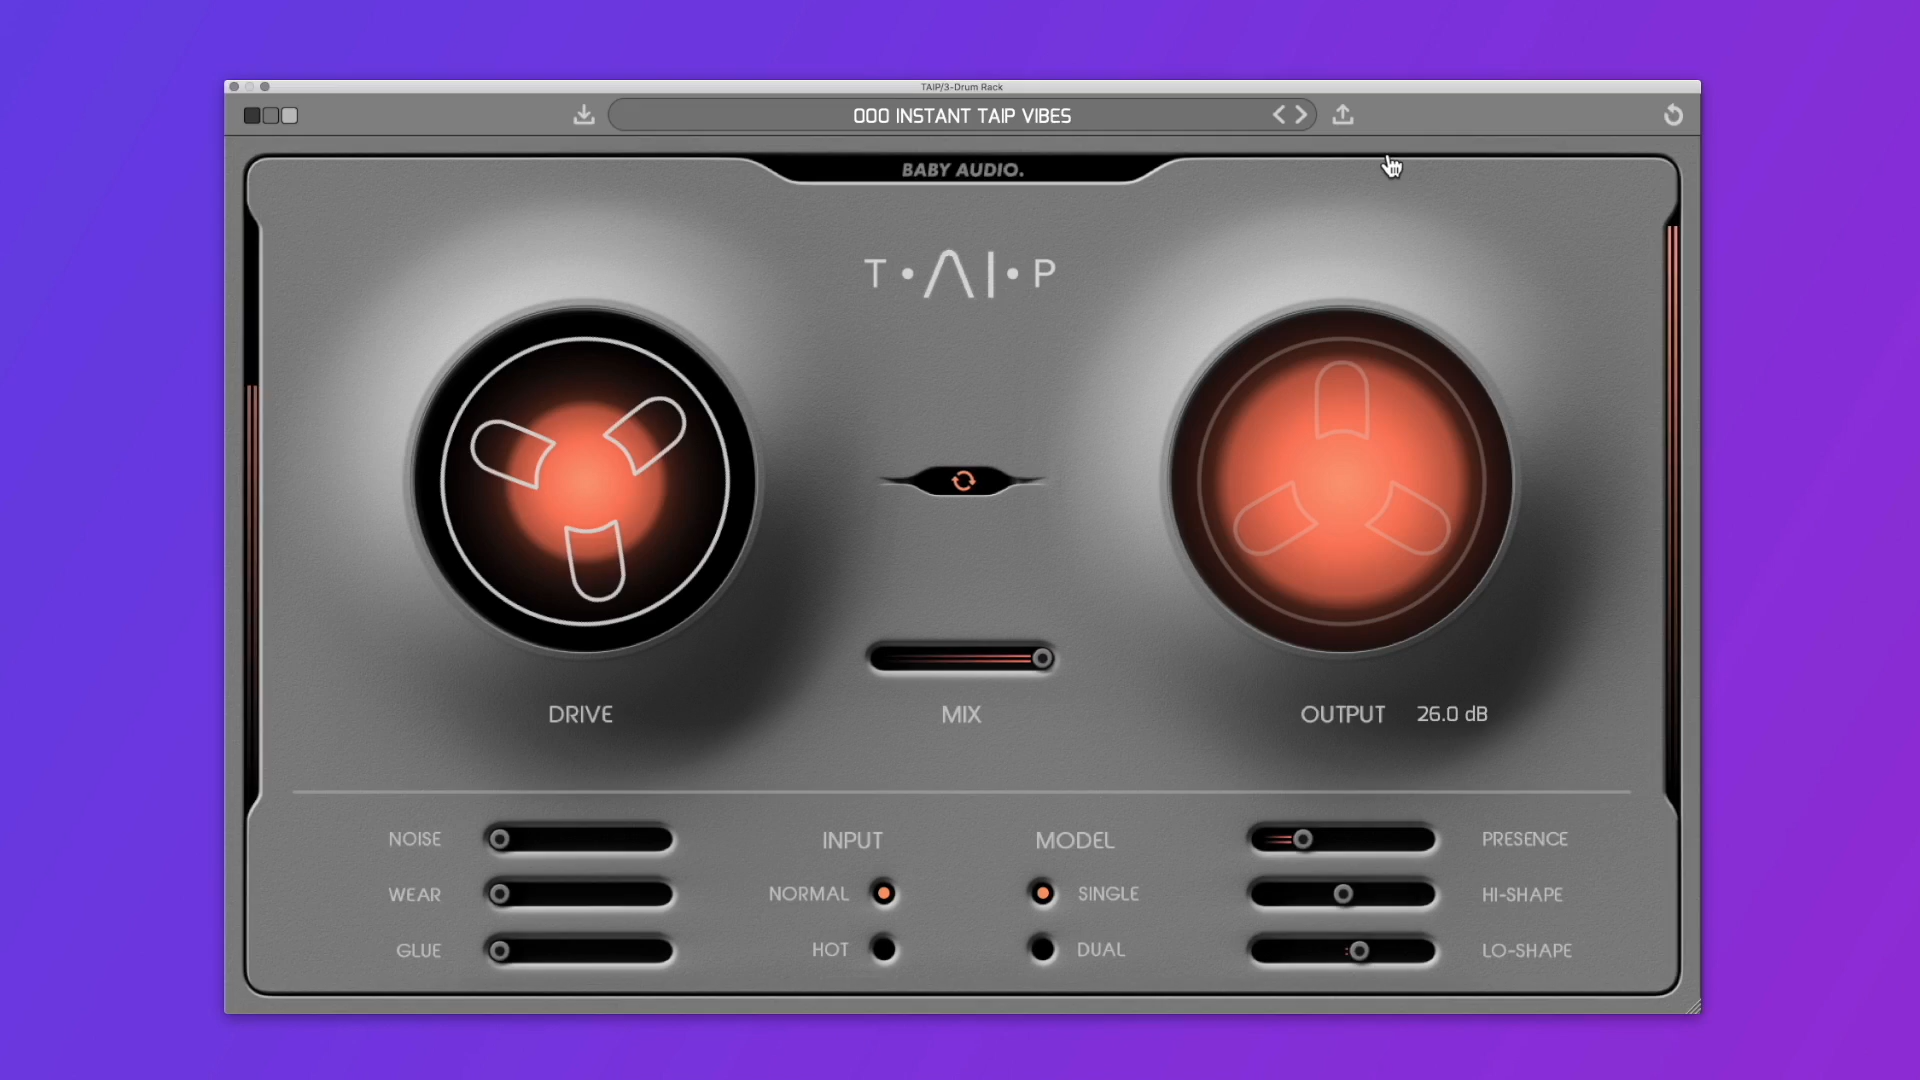 TAIP/3-Drum Rack
000 INSTANT TAIP VIBES
BABY AUDIO.
T•AI•P
DRIVE
MIX
OUTPUT 26.0 dB
NOISE
INPUT
MODEL
PRESENCE
WEAR
NORMAL
SINGLE
HI-SHAPE
GLUE
HOT
DUAL
LO-SHAPE